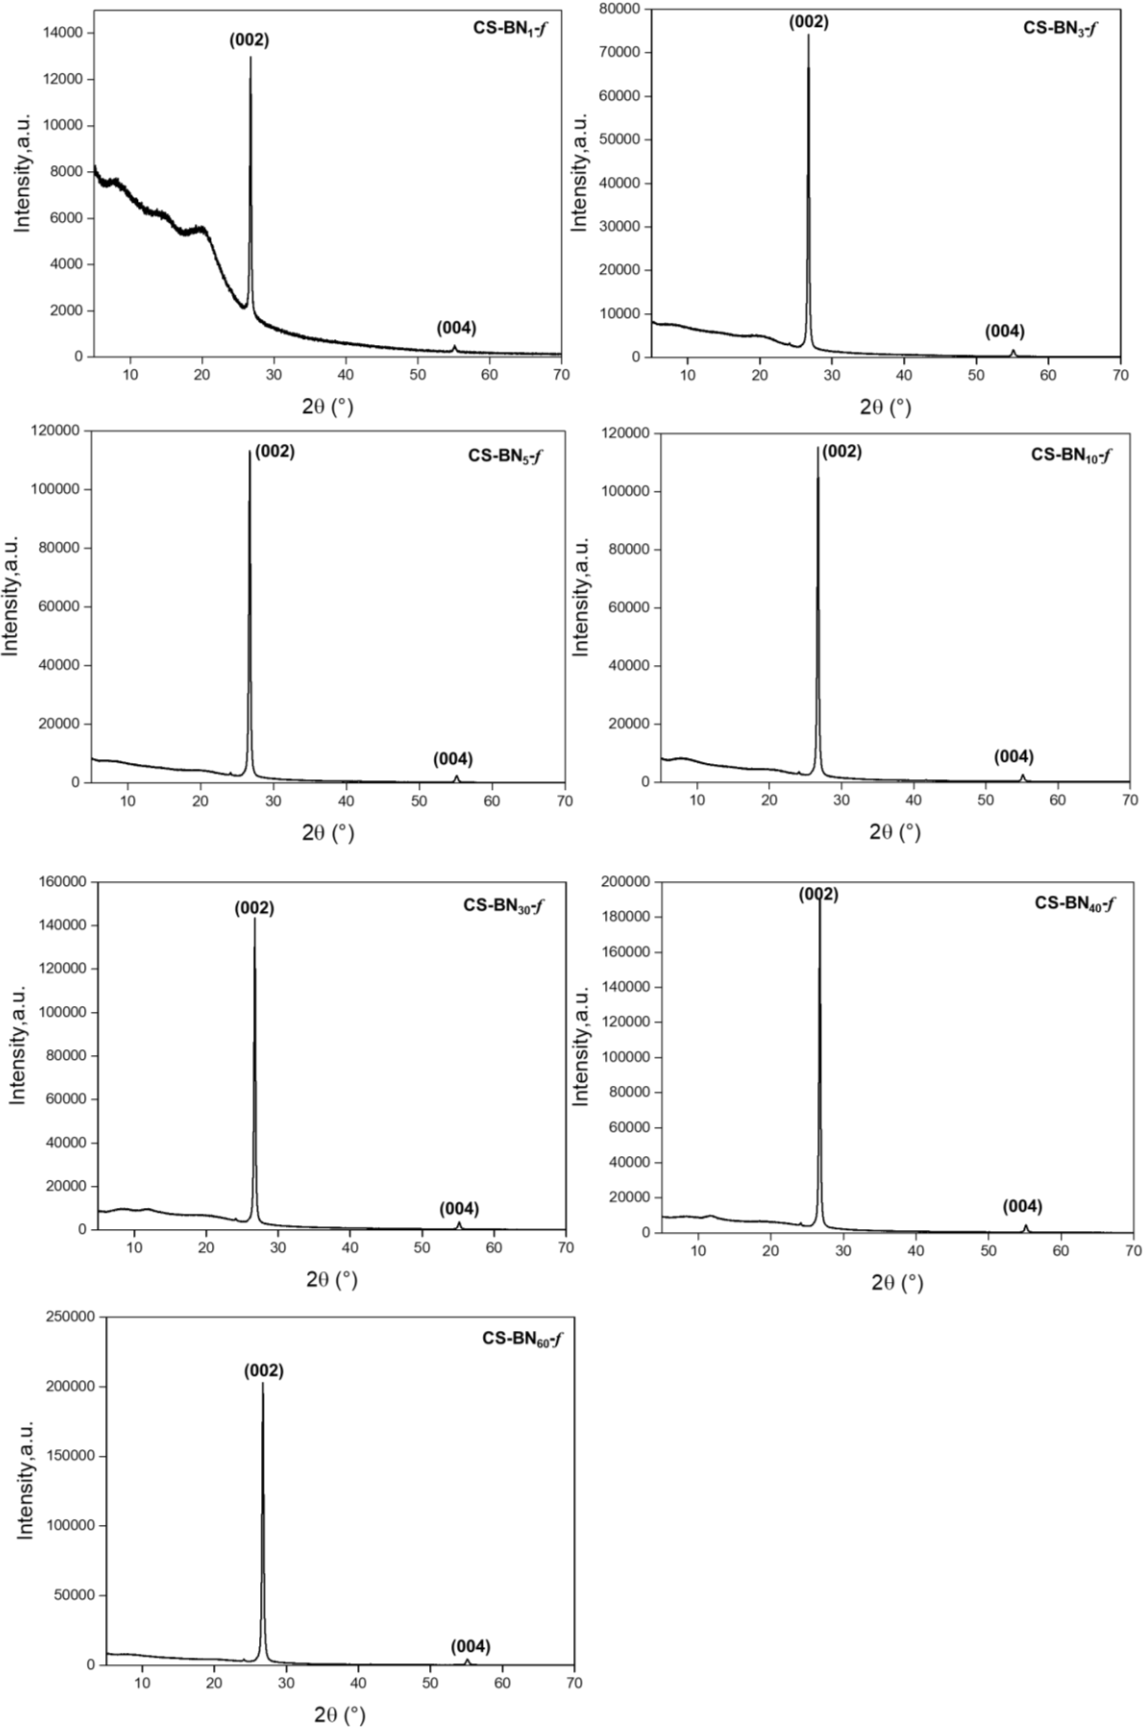 CS-BN₁-f
(002)
(004)
Intensity,a.u.
14000
12000
10000
8000
6000
4000
2000
0
10 20 30 40 50 60 70
2θ (°)
CS-BN₃-f
(002)
(004)
Intensity,a.u.
80000
70000
60000
50000
40000
30000
20000
10000
0
10 20 30 40 50 60 70
2θ (°)
CS-BN₅-f
(002)
(004)
Intensity,a.u.
120000
100000
80000
60000
40000
20000
0
10 20 30 40 50 60 70
2θ (°)
CS-BN₁₀-f
(002)
(004)
Intensity,a.u.
120000
100000
80000
60000
40000
20000
0
10 20 30 40 50 60 70
2θ (°)
CS-BN₃₀-f
(002)
(004)
Intensity,a.u.
160000
140000
120000
100000
80000
60000
40000
20000
0
10 20 30 40 50 60 70
2θ (°)
CS-BN₄₀-f
(002)
(004)
Intensity,a.u.
200000
180000
160000
140000
120000
100000
80000
60000
40000
20000
0
10 20 30 40 50 60 70
2θ (°)
CS-BN₆₀-f
(002)
(004)
Intensity,a.u.
250000
200000
150000
100000
50000
0
10 20 30 40 50 60 70
2θ (°)